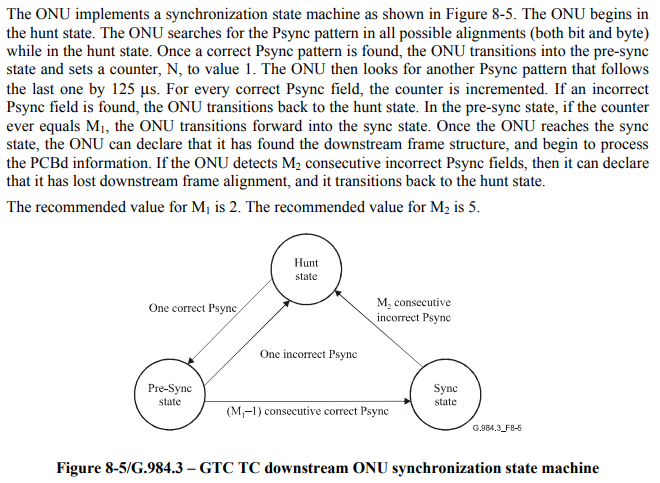 The ONU implements a synchronization state machine as shown in Figure 8-5. The ONU begins in
the hunt state. The ONU searches for the Psync pattern in all possible alignments (both bit and byte)
while in the hunt state. Once a correct Psync pattern is found, the ONU transitions into the pre-sync
state and sets a counter, N, to value 1. The ONU then looks for another Psync pattern that follows
the last one by 125 μs. For every correct Psync field, the counter is incremented. If an incorrect
Psync field is found, the ONU transitions back to the hunt state. In the pre-sync state, if the counter
ever equals M₁, the ONU transitions forward into the sync state. Once the ONU reaches the sync
state, the ONU can declare that it has found the downstream frame structure, and begin to process
the PCBd information. If the ONU detects M₂ consecutive incorrect Psync fields, then it can declare
that it has lost downstream frame alignment, and it transitions back to the hunt state.
The recommended value for M₁ is 2. The recommended value for M₂ is 5.
Hunt
state
One correct Psync
M₂ consecutive
incorrect Psync
One incorrect Psync
Pre-Sync
state
Sync
state
(M₁–1) consecutive correct Psync
G.984.3_F8-5
Figure 8-5/G.984.3 – GTC TC downstream ONU synchronization state machine